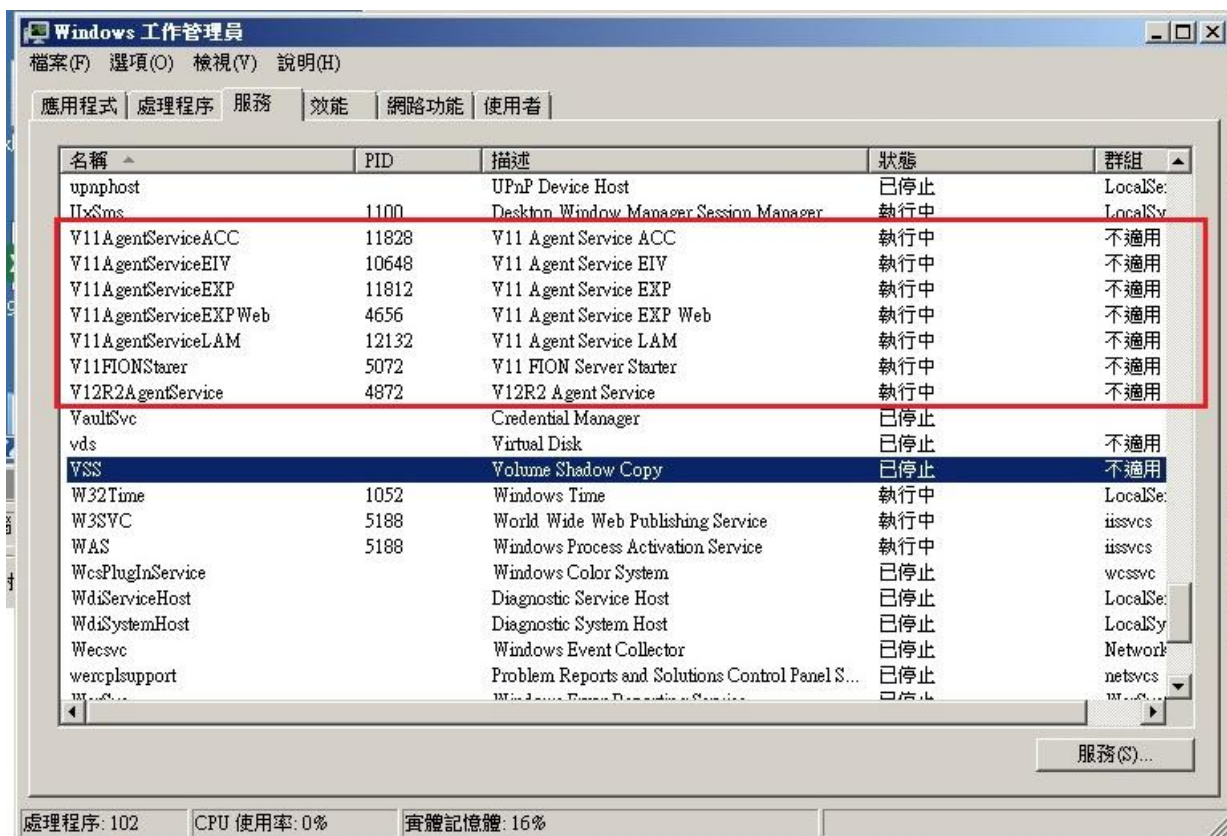 Windows 工作管理員
檔案(F) 選項(O) 檢視(V) 說明(H)
應用程式 處理程序 服務 效能 網路功能 使用者
名稱 PID 描述 狀態 群組
upnphost UPnP Device Host 已停止 LocalSe
UxSms 1100 Desktop Window Manager Session Manager 執行中 LocalSy
V11AgentServiceACC 11828 V11 Agent Service ACC 執行中 不適用
V11AgentServiceEIV 10648 V11 Agent Service EIV 執行中 不適用
V11AgentServiceEXP 11812 V11 Agent Service EXP 執行中 不適用
V11AgentServiceEXPWeb 4656 V11 Agent Service EXP Web 執行中 不適用
V11AgentServiceLAM 12132 V11 Agent Service LAM 執行中 不適用
V11FIONStarer 5072 V11 FION Server Starter 執行中 不適用
V12R2AgentService 4872 V12R2 Agent Service 執行中 不適用
VaultSvc Credential Manager 已停止
vds Virtual Disk 已停止 不適用
VSS Volume Shadow Copy 已停止 不適用
W32Time 1052 Windows Time 執行中 LocalSe
W3SVC 5188 World Wide Web Publishing Service 執行中 iissvcs
WAS 5188 Windows Process Activation Service 執行中 iissvcs
WcsPlugInService Windows Color System 已停止 wcssvc
WdiServiceHost Diagnostic Service Host 已停止 LocalSe
WdiSystemHost Diagnostic System Host 已停止 LocalSy
Wecsvc Windows Event Collector 已停止 Network
wercplsupport Problem Reports and Solutions Control Panel S... 已停止 netsvcs
Windows Error Reporting Service 已停止
服務(S)...
處理程序: 102 CPU 使用率: 0% 實體記憶體: 16%